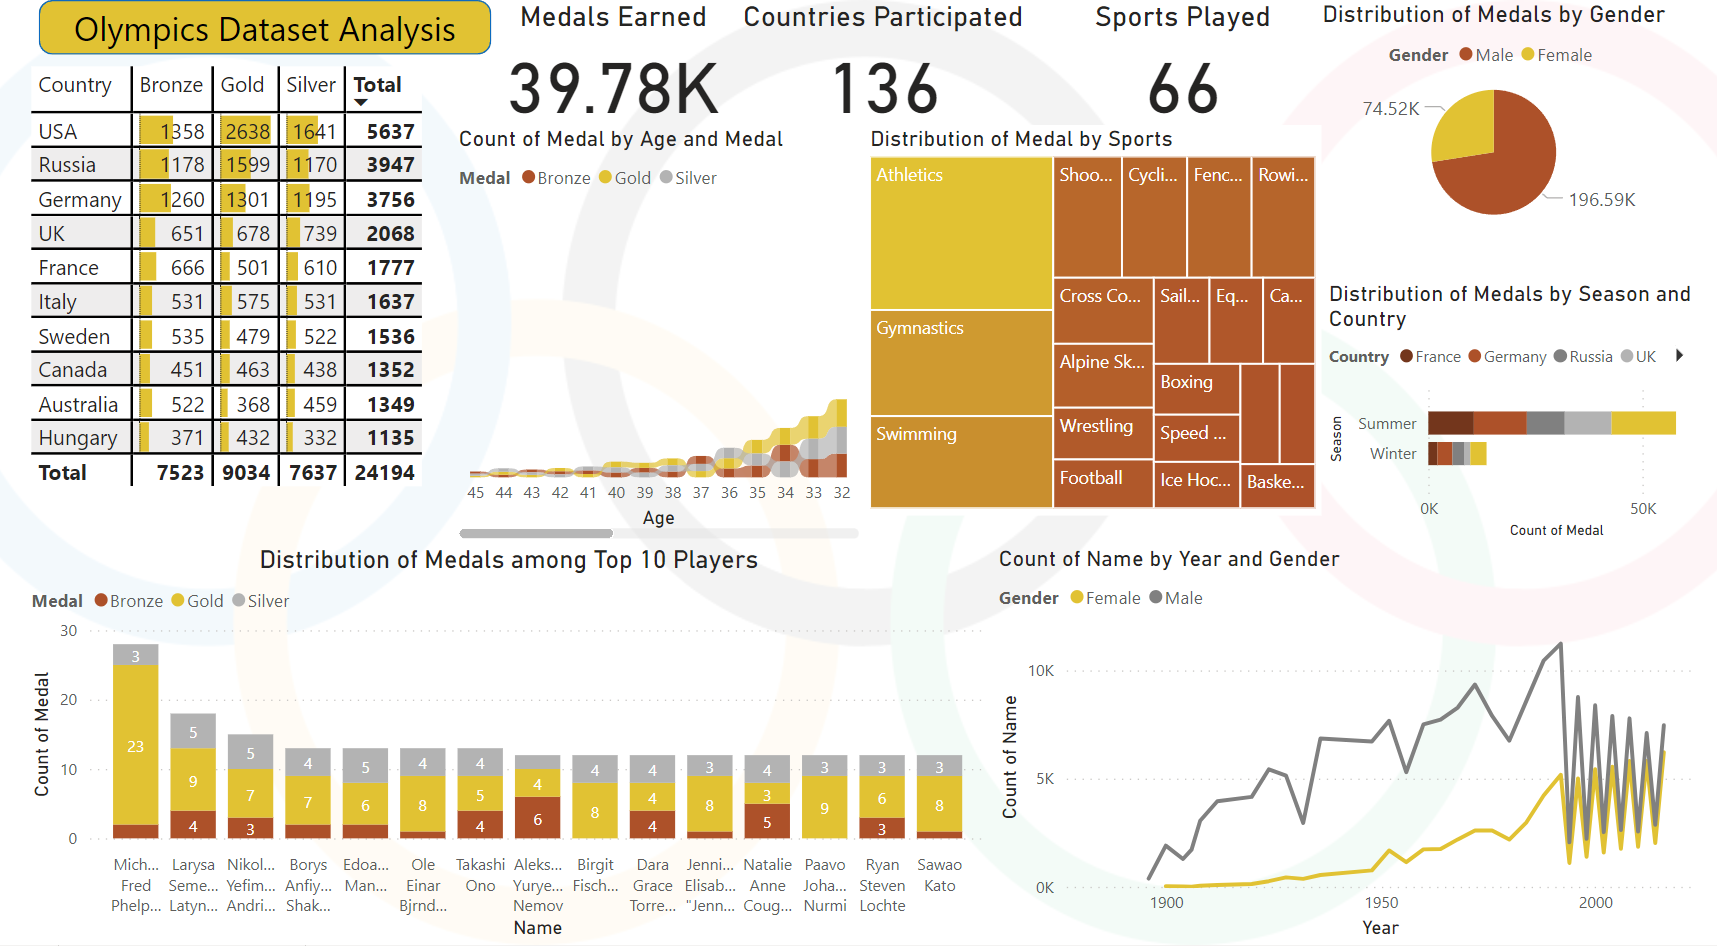 Olympics Dataset Analysis
Medals Earned
Countries Participated
Sports Played
39.78K
136
66
Country Bronze Gold Silver Total
USA 1358 2638 1641 5637
Russia 1178 1599 1170 3947
Germany 1260 1301 1195 3756
UK 651 678 739 2068
France 666 501 610 1777
Italy 531 575 531 1637
Sweden 535 479 522 1536
Canada 451 463 438 1352
Australia 522 368 459 1349
Hungary 371 432 332 1135
Total 7523 9034 7637 24194
Count of Medal by Age and Medal
Medal Bronze Gold Silver
45 44 43 42 41 40 39 38 37 36 35 34 33 32
Age
Distribution of Medal by Sports
Athletics
Gymnastics
Swimming
Shoo... Cycli... Fenc... Rowi...
Cross Co... Sail... Eq... Ca...
Alpine Sk...
Boxing
Wrestling
Speed ...
Football
Ice Hoc...
Baske...
Distribution of Medals by Gender
Gender Male Female
74.52K
196.59K
Distribution of Medals by Season and
Country
Country France Germany Russia UK
Season
Summer
Winter
0K 50K
Count of Medal
Distribution of Medals among Top 10 Players
Medal Bronze Gold Silver
Count of Medal
30
20
10
0
3 23
5 9 4
5 7 3
4 7
5 6
4 8
4 5 4
4 6
4 8
4 4 4
3 8
4 3 5
3 9
3 6 3
3 8
Mich... Larysa Nikol... Borys Edoa... Ole Takashi Aleks... Birgit Dara Jenni... Natalie Paavo Ryan Sawao
Fred Seme... Yefim... Anfiy... Man... Einar Ono Yurye... Fisch... Grace Elisab... Anne Joha... Steven Kato
Phelp... Latyn... Andri... Shak... Bjrnd... Nemov Torre... "Jenn... Coug... Nurmi Lochte
Name
Count of Name by Year and Gender
Gender Female Male
Count of Name
10K
5K
0K
1900 1950 2000
Year